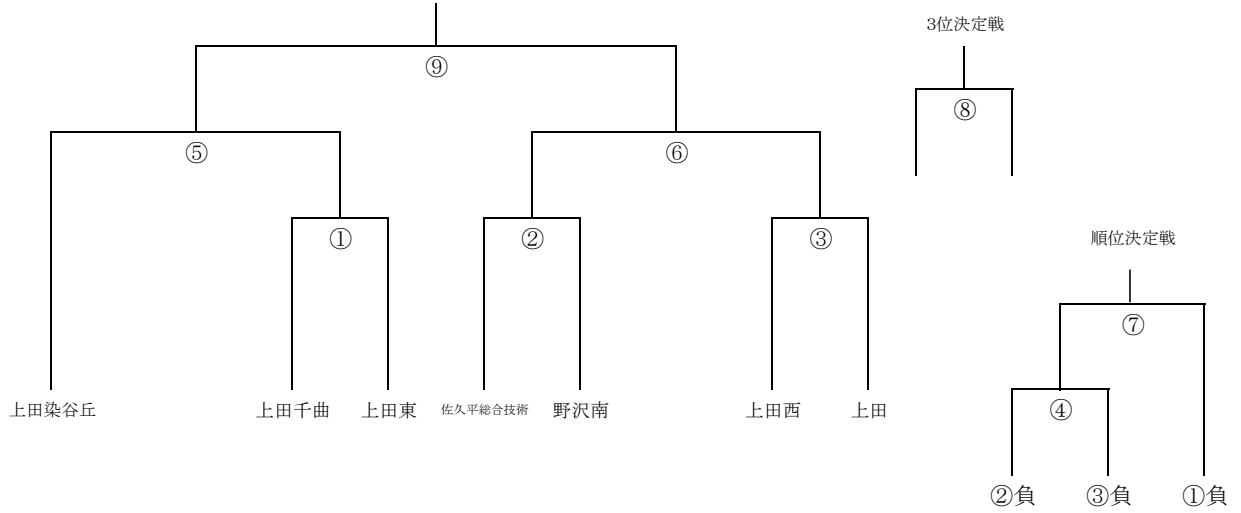 3位決定戦
⑨
⑧
⑤
⑥
①
②
③
順位決定戦
⑦
上田染谷丘
上田千曲
上田東
佐久平総合技術
野沢南
上田西
上田
④
②負
③負
①負